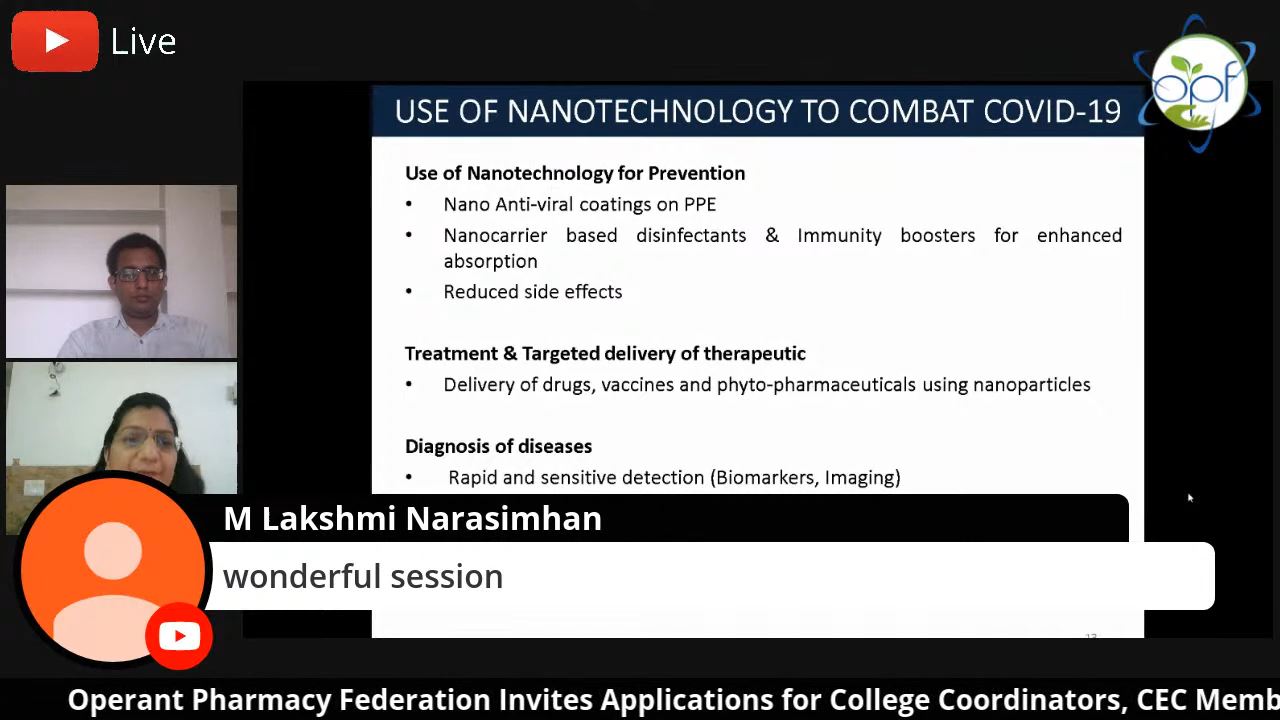 Live
opf
USE OF NANOTECHNOLOGY TO COMBAT COVID-19
Use of Nanotechnology for Prevention
• Nano Anti-viral coatings on PPE
• Nanocarrier based disinfectants & Immunity boosters for enhanced
absorption
• Reduced side effects
Treatment & Targeted delivery of therapeutic
• Delivery of drugs, vaccines and phyto-pharmaceuticals using nanoparticles
Diagnosis of diseases
• Rapid and sensitive detection (Biomarkers, Imaging)
M Lakshmi Narasimhan
wonderful session
Operant Pharmacy Federation Invites Applications for College Coordinators, CEC Memb